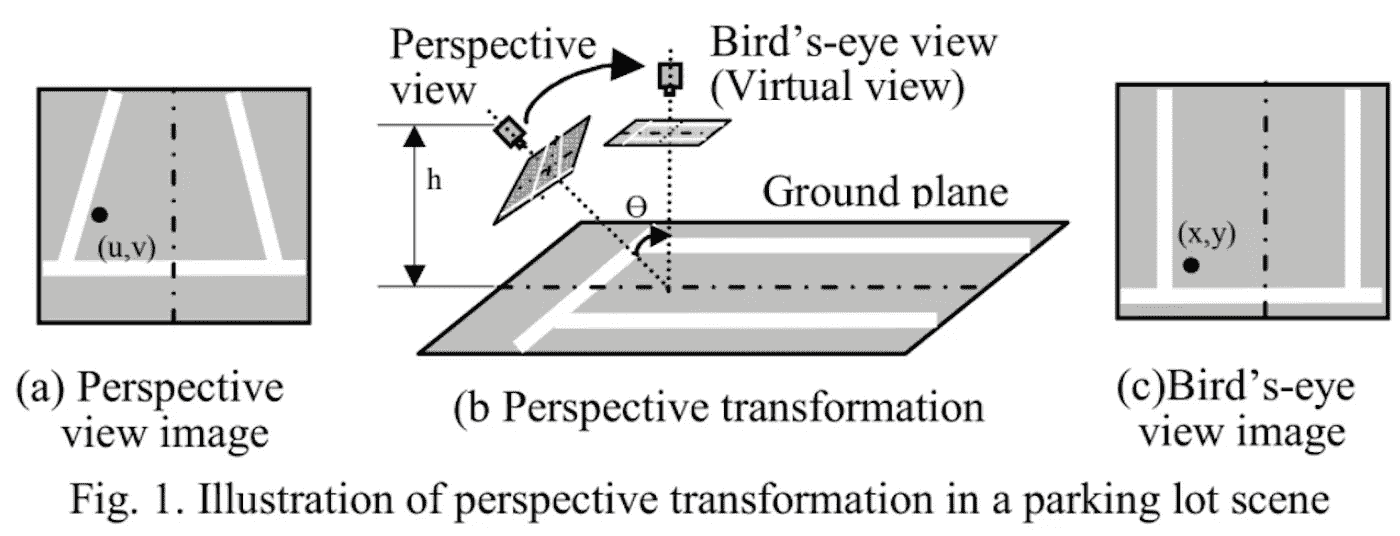 Perspective
view
Bird's-eye view
(Virtual view)
h
Θ
Ground plane
(u,v)
(x,y)
(a) Perspective
view image
(b Perspective transformation
(c)Bird's-eye
view image
Fig. 1. Illustration of perspective transformation in a parking lot scene